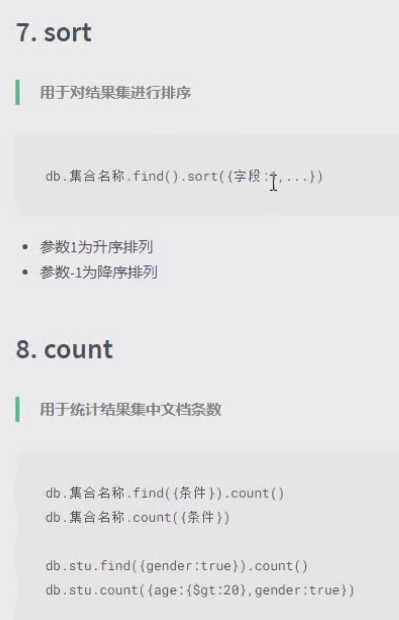 7. sort
用于对结果集进行排序
db.集合名称.find().sort({字段:1,...})
参数1为升序排列
参数-1为降序排列
8. count
用于统计结果集中文档条数
db.集合名称.find({条件}).count()
db.集合名称.count({条件})
db.stu.find({gender:true}).count()
db.stu.count({age:{$gt:20},gender:true})